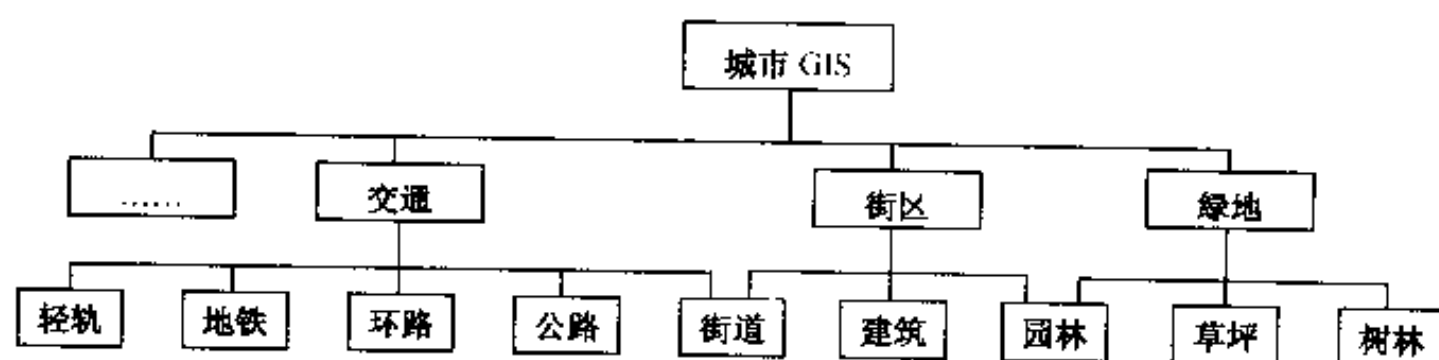 城市 GIS
......
交通
街区
绿地
轻轨
地铁
环路
公路
街道
建筑
园林
草坪
树林